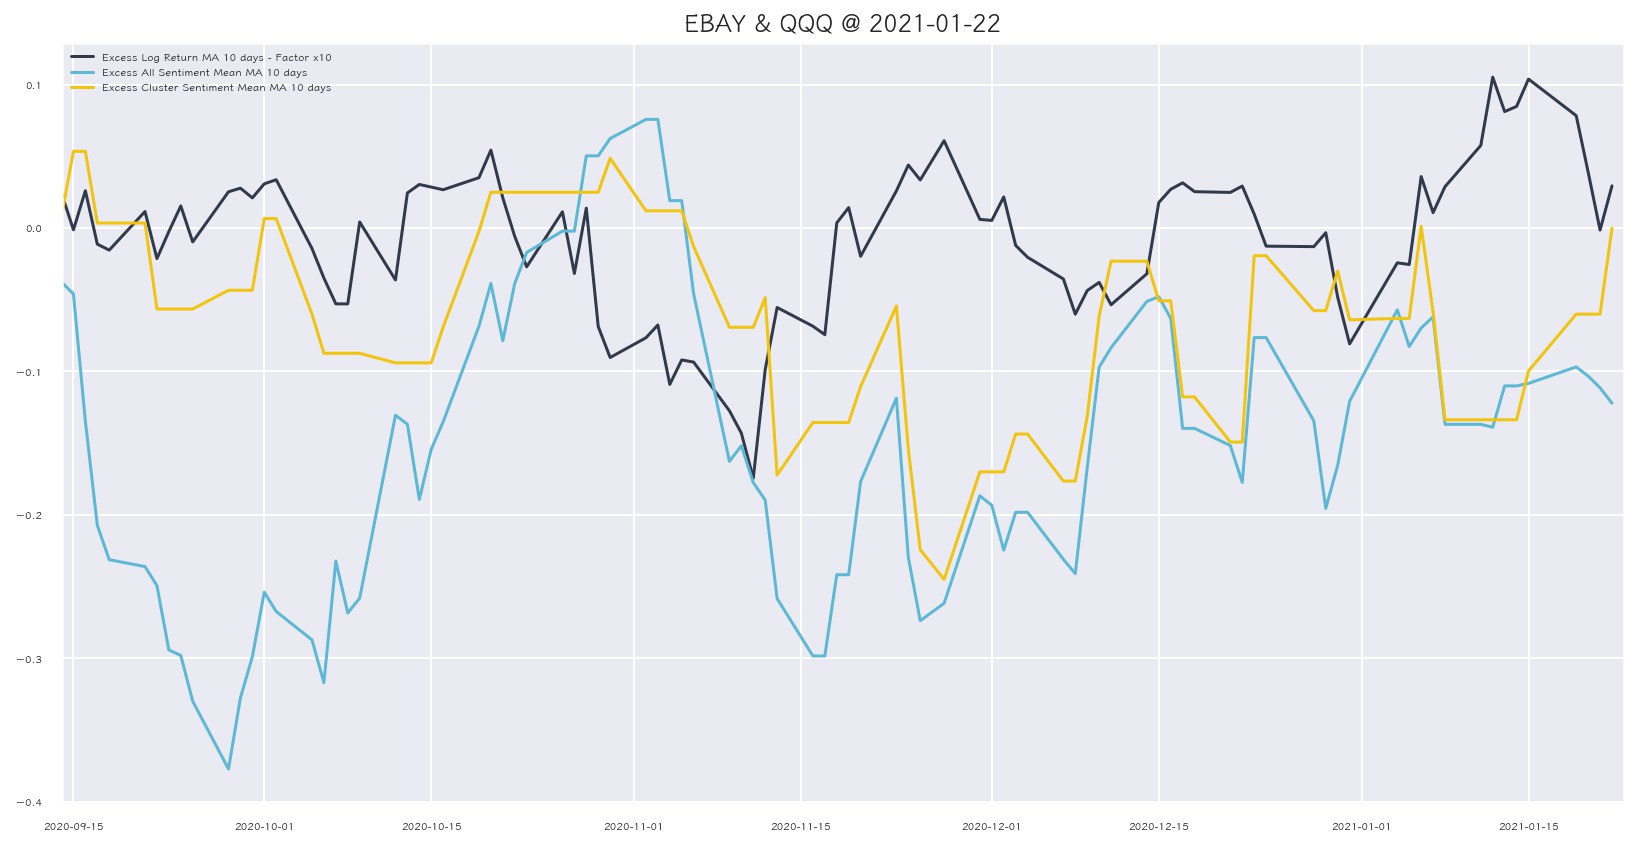 EBAY & QQQ @ 2021-01-22
Excess Log Return MA 10 days - Factor x10
Excess All Sentiment Mean MA 10 days
Excess Cluster Sentiment Mean MA 10 days
0.1
0.0
−0.1
−0.2
−0.3
−0.4
2020-09-15 2020-10-01 2020-10-15 2020-11-01 2020-11-15 2020-12-01 2020-12-15 2021-01-01 2021-01-15